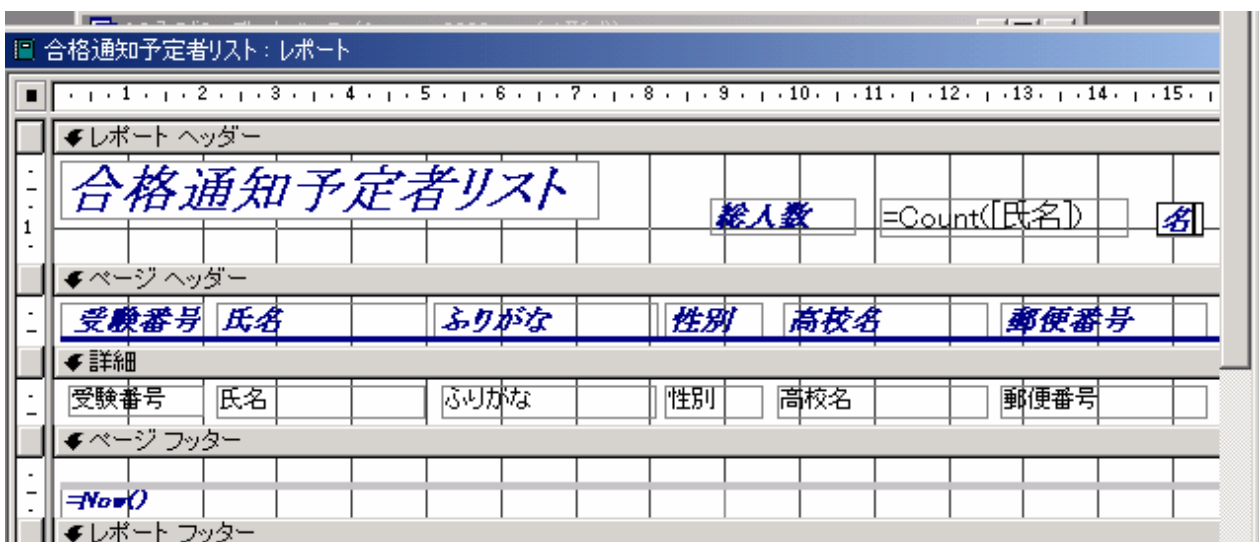 合格通知予定者リスト : レポート
1 2 3 4 5 6 7 8 9 10 11 12 13 14 15
レポート ヘッダー
合格通知予定者リスト
総人数 =Count([氏名]) 名
1
ページ ヘッダー
受験番号 氏名 ふりがな 性別 高校名 郵便番号
詳細
受験番号 氏名 ふりがな 性別 高校名 郵便番号
ページ フッター
=Now()
レポート フッター